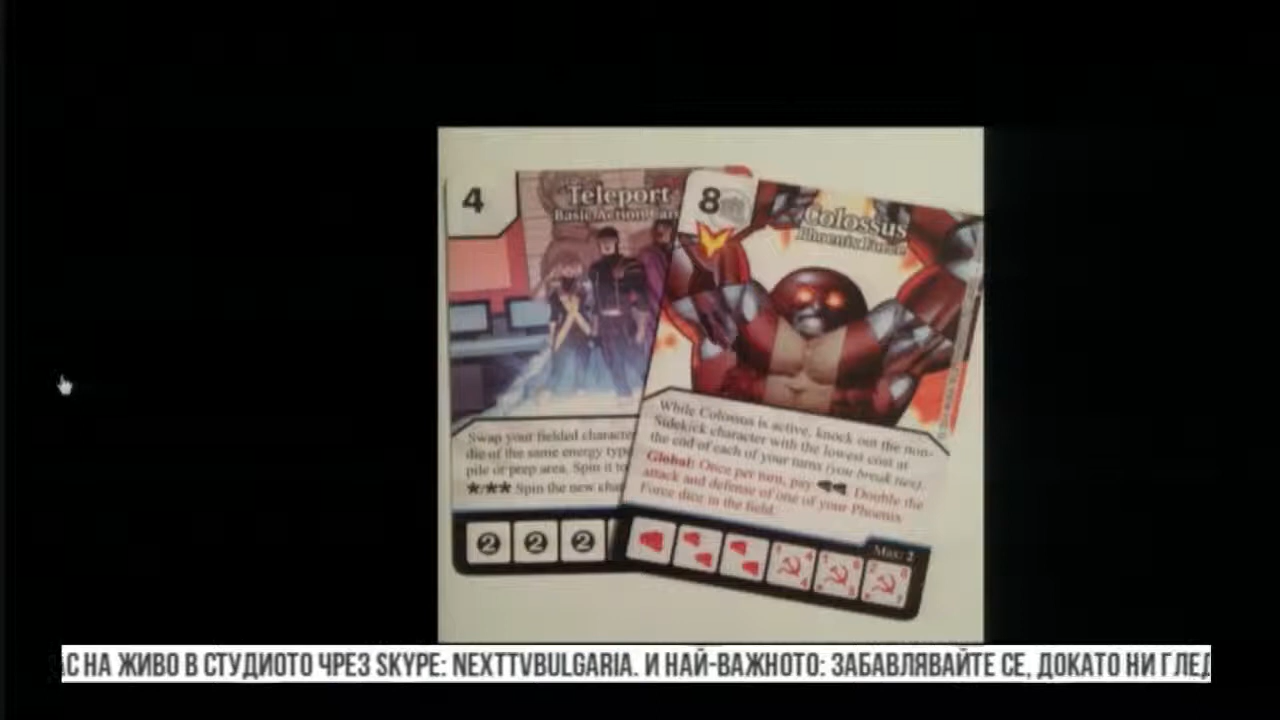 4
Teleport
Basic Action Car
Swap your fielded characte
die of the same energy type
pile or prep area. Spin it to
Spin the new cha
2 2 2
8
Colossus
Phoenix Force
While Colossus is active, knock out the non-
Sidekick character with the lowest cost at
the end of each of your turns (you break ties).
Global: Once per turn, pay . Double the
attack and defense of one of your Phoenix
Force dice in the field.
Max: 2
С НА ЖИВО В СТУДИОТО ЧРЕЗ SKYPE: NEXTTVBULGARIA. И НАЙ-ВАЖНОТО: ЗАБАВЛЯВАЙТЕ СЕ, ДОКАТО НИ ГЛЕД